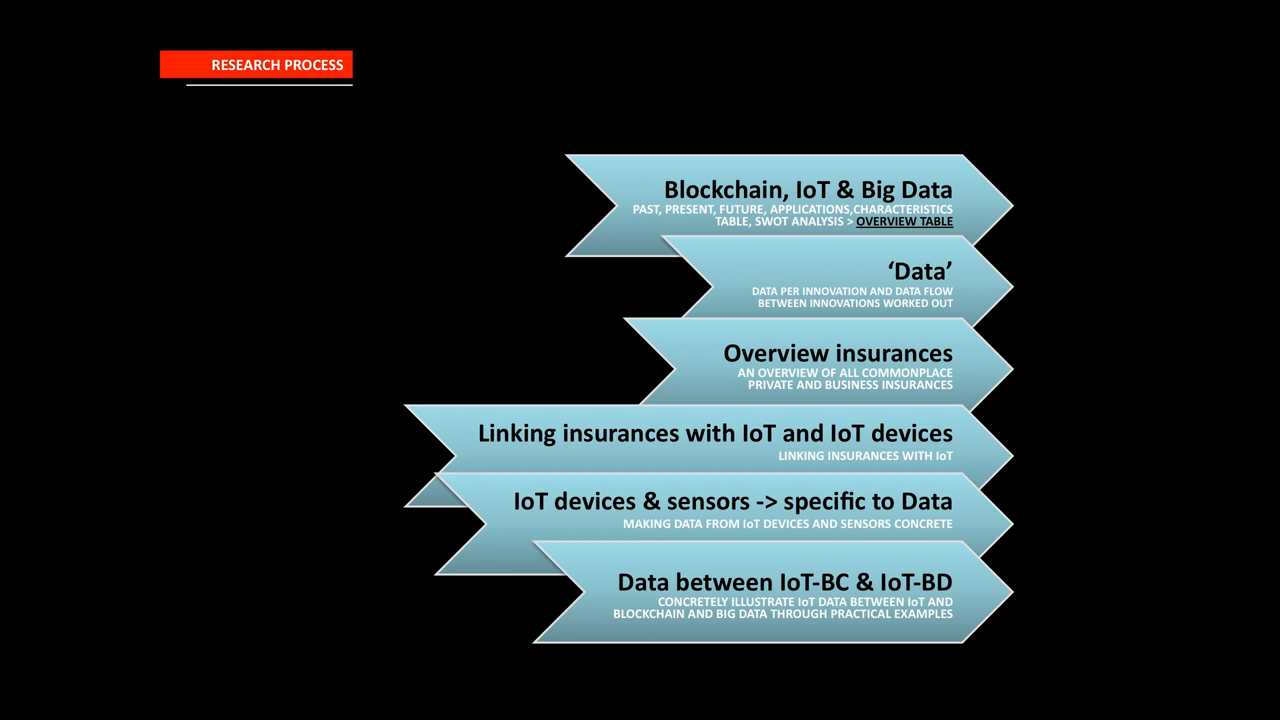 RESEARCH PROCESS
Blockchain, IoT & Big Data
PAST, PRESENT, FUTURE, APPLICATIONS,CHARACTERISTICS
TABLE, SWOT ANALYSIS > OVERVIEW TABLE
‘Data’
DATA PER INNOVATION AND DATA FLOW
BETWEEN INNOVATIONS WORKED OUT
Overview insurances
AN OVERVIEW OF ALL COMMONPLACE
PRIVATE AND BUSINESS INSURANCES
Linking insurances with IoT and IoT devices
LINKING INSURANCES WITH IoT
IoT devices & sensors -> specific to Data
MAKING DATA FROM IoT DEVICES AND SENSORS CONCRETE
Data between IoT-BC & IoT-BD
CONCRETELY ILLUSTRATE IoT DATA BETWEEN IoT AND
BLOCKCHAIN AND BIG DATA THROUGH PRACTICAL EXAMPLES